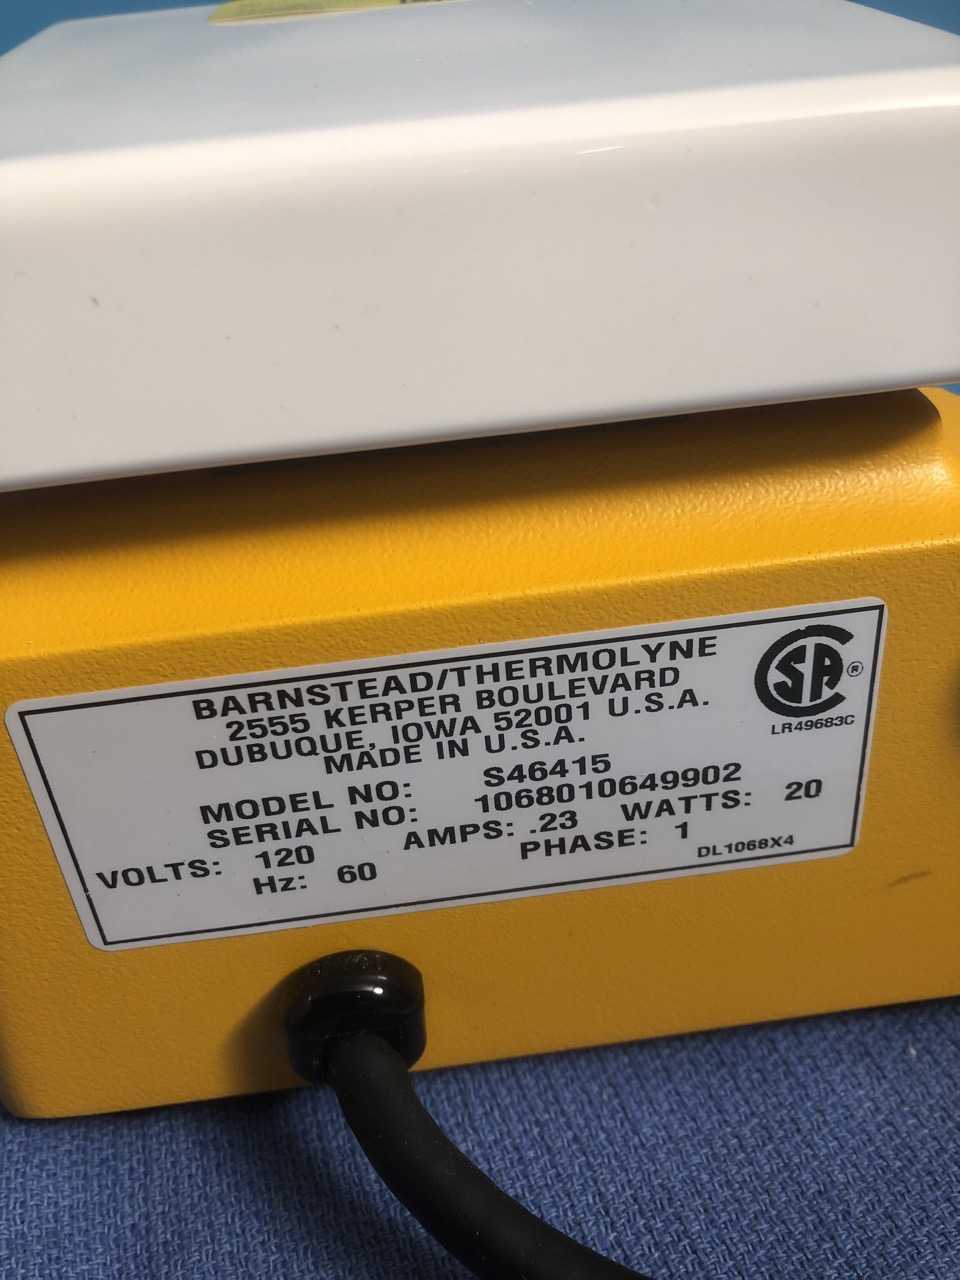 BARNSTEAD/THERMOLYNE
2555 KERPER BOULEVARD
DUBUQUE, IOWA 52001 U.S.A.
MADE IN U.S.A.
SA ®
LR49683C
MODEL NO: S46415
SERIAL NO: 1068010649902
VOLTS: 120 AMPS: .23 WATTS: 20
Hz: 60 PHASE: 1
DL1068X4